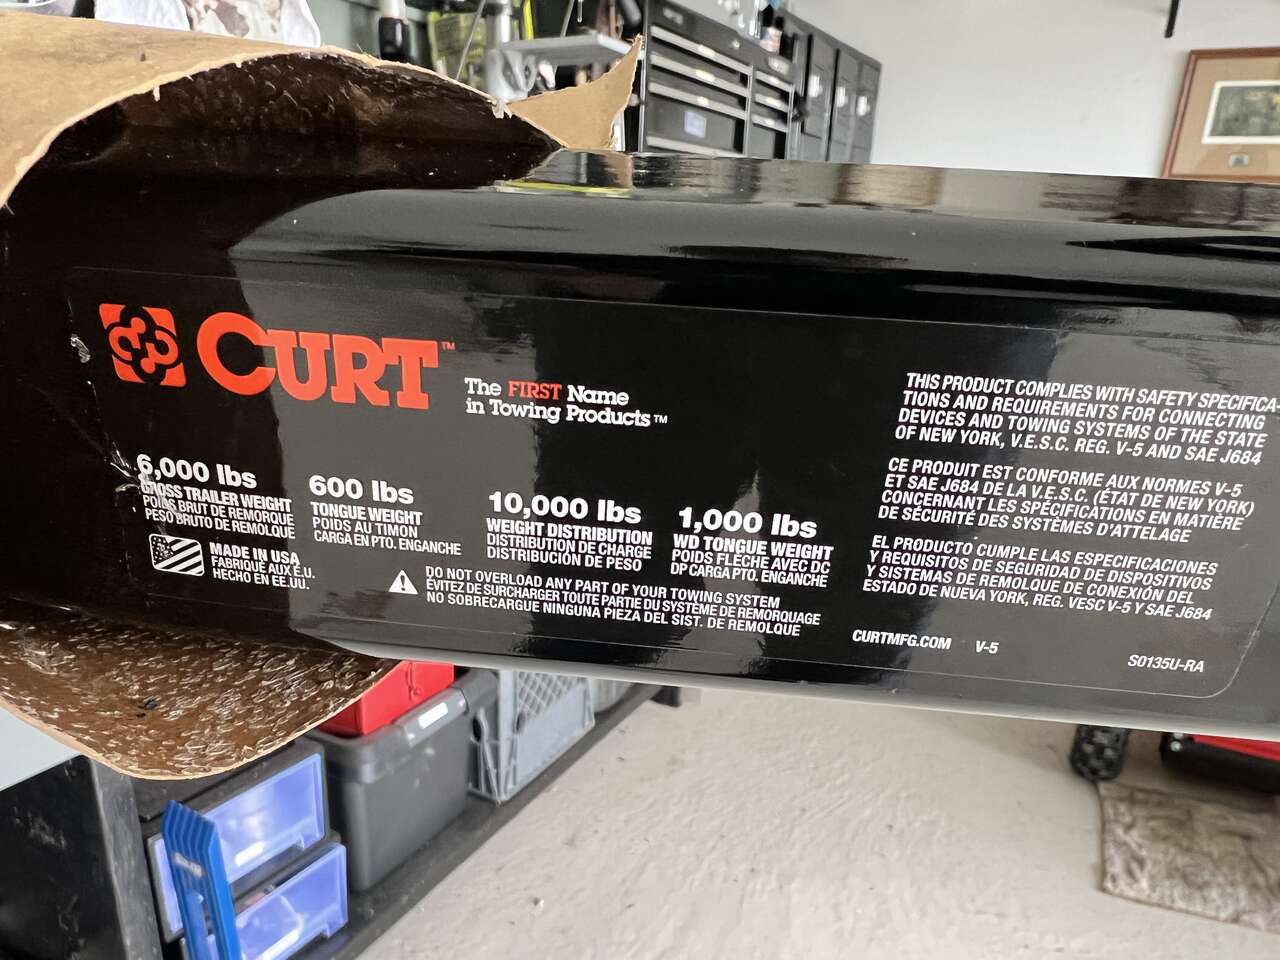 CURT™
The FIRST Name
in Towing Products™
6,000 lbs
GROSS TRAILER WEIGHT
POIDS BRUT DE REMORQUE
PESO BRUTO DE REMOLQUE
600 lbs
TONGUE WEIGHT
POIDS AU TIMON
CARGA EN PTO. ENGANCHE
10,000 lbs
WEIGHT DISTRIBUTION
DISTRIBUTION DE CHARGE
DISTRIBUCIÓN DE PESO
1,000 lbs
WD TONGUE WEIGHT
POIDS FLÈCHE AVEC DC
DP CARGA PTO. ENGANCHE
MADE IN USA
FABRIQUÉ AUX É.U.
HECHO EN EE.UU.
DO NOT OVERLOAD ANY PART OF YOUR TOWING SYSTEM
ÉVITEZ DE SURCHARGER TOUTE PARTIE DU SYSTÈME DE REMORQUAGE
NO SOBRECARGUE NINGUNA PIEZA DEL SIST. DE REMOLQUE
THIS PRODUCT COMPLIES WITH SAFETY SPECIFICA-
TIONS AND REQUIREMENTS FOR CONNECTING
DEVICES AND TOWING SYSTEMS OF THE STATE
OF NEW YORK, V.E.S.C. REG. V-5 AND SAE J684
CE PRODUIT EST CONFORME AUX NORMES V-5
ET SAE J684 DE LA V.E.S.C. (ÉTAT DE NEW YORK)
CONCERNANT LES SPÉCIFICATIONS EN MATIÈRE
DE SÉCURITÉ DES SYSTÈMES D'ATTELAGE
EL PRODUCTO CUMPLE LAS ESPECIFICACIONES
Y REQUISITOS DE SEGURIDAD DE DISPOSITIVOS
Y SISTEMAS DE REMOLQUE DE CONEXIÓN DEL
ESTADO DE NUEVA YORK, REG. VESC V-5 Y SAE J684
CURTMFG.COM V-5
S0135U-RA